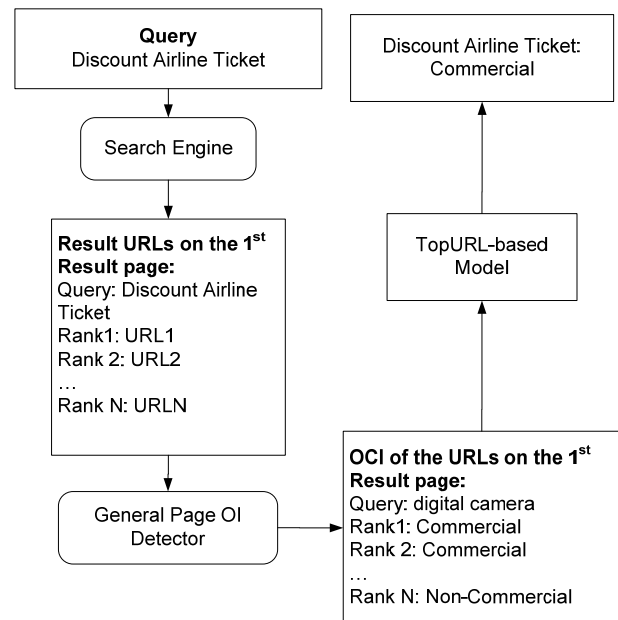 Query
Discount Airline Ticket
Search Engine
Result URLs on the 1st
Result page:
Query: Discount Airline
Ticket
Rank1: URL1
Rank 2: URL2
...
Rank N: URLN
General Page OI
Detector
OCI of the URLs on the 1st
Result page:
Query: digital camera
Rank1: Commercial
Rank 2: Commercial
...
Rank N: Non-Commercial
TopURL-based
Model
Discount Airline Ticket:
Commercial